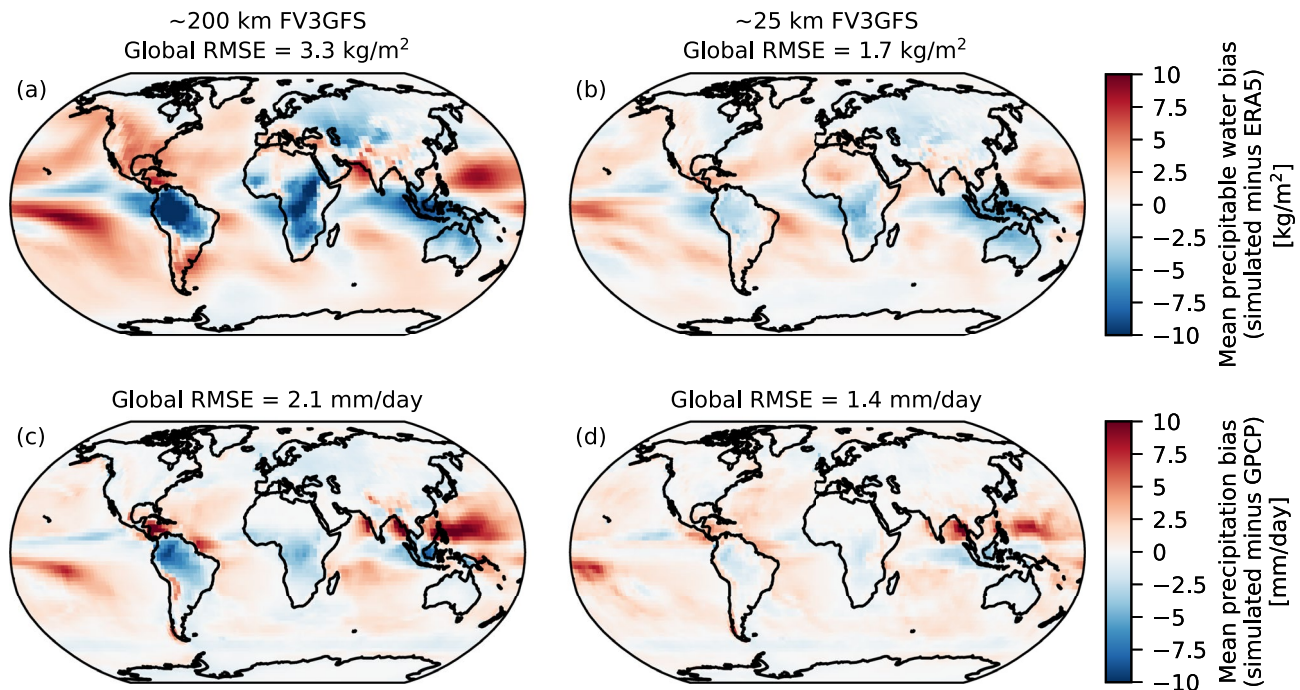 ~200 km FV3GFS
Global RMSE = 3.3 kg/m²
~25 km FV3GFS
Global RMSE = 1.7 kg/m²
(a)
(b)
10
7.5
5
2.5
0
−2.5
−5
−7.5
−10
Mean precipitable water bias
(simulated minus ERA5)
[kg/m²]
Global RMSE = 2.1 mm/day
Global RMSE = 1.4 mm/day
(c)
(d)
10
7.5
5
2.5
0
−2.5
−5
−7.5
−10
Mean precipitation bias
(simulated minus GPCP)
[mm/day]